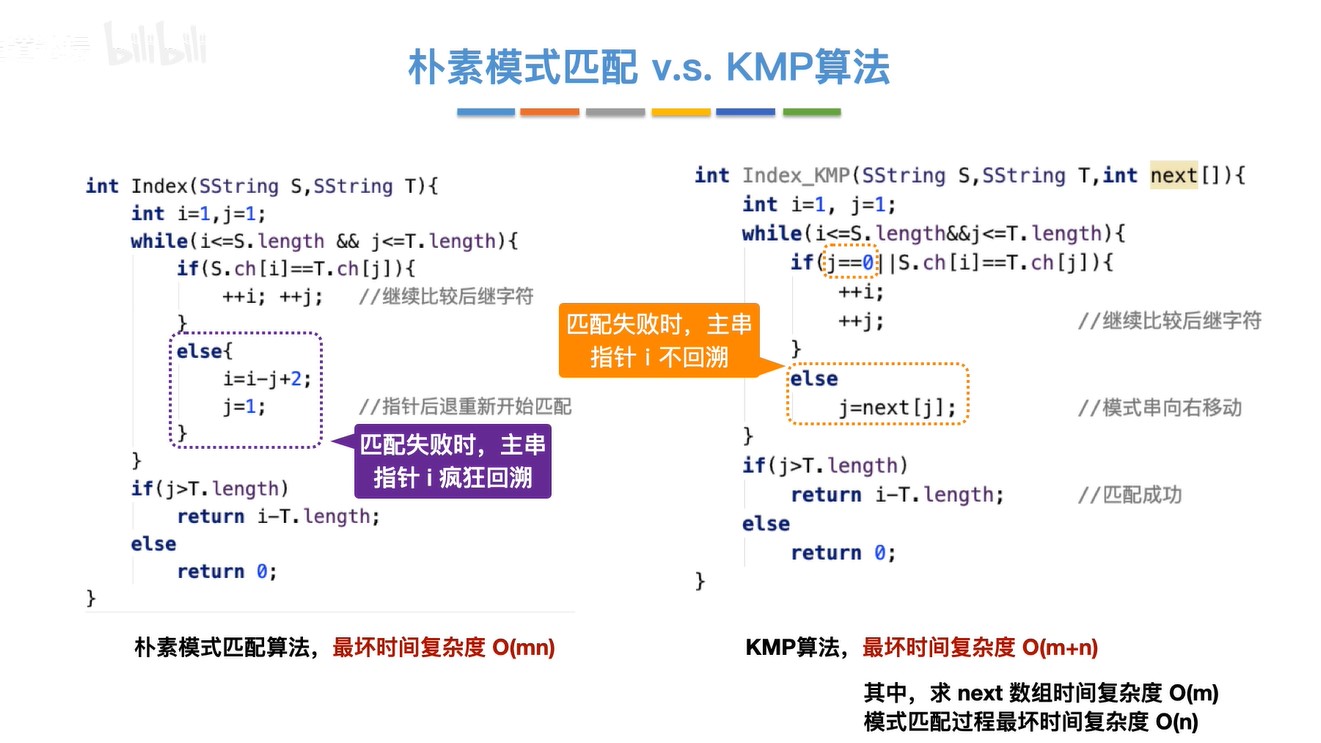 bilibili
朴素模式匹配 v.s. KMP算法
int Index(SString S,SString T){
int i=1,j=1;
while(i<=S.length && j<=T.length){
if(S.ch[i]==T.ch[j]){
++i; ++j; //继续比较后继字符
}
else{
i=i-j+2;
j=1; //指针后退重新开始匹配
}
}
if(j>T.length)
return i-T.length;
else
return 0;
}
匹配失败时，主串
指针 i 疯狂回溯
朴素模式匹配算法，最坏时间复杂度 O(mn)
int Index_KMP(SString S,SString T,int next[]){
int i=1, j=1;
while(i<=S.length&&j<=T.length){
if(j==0||S.ch[i]==T.ch[j]){
++i;
++j; //继续比较后继字符
}
else
j=next[j]; //模式串向右移动
}
if(j>T.length)
return i-T.length; //匹配成功
else
return 0;
}
匹配失败时，主串
指针 i 不回溯
KMP算法，最坏时间复杂度 O(m+n)
其中，求 next 数组时间复杂度 O(m)
模式匹配过程最坏时间复杂度 O(n)